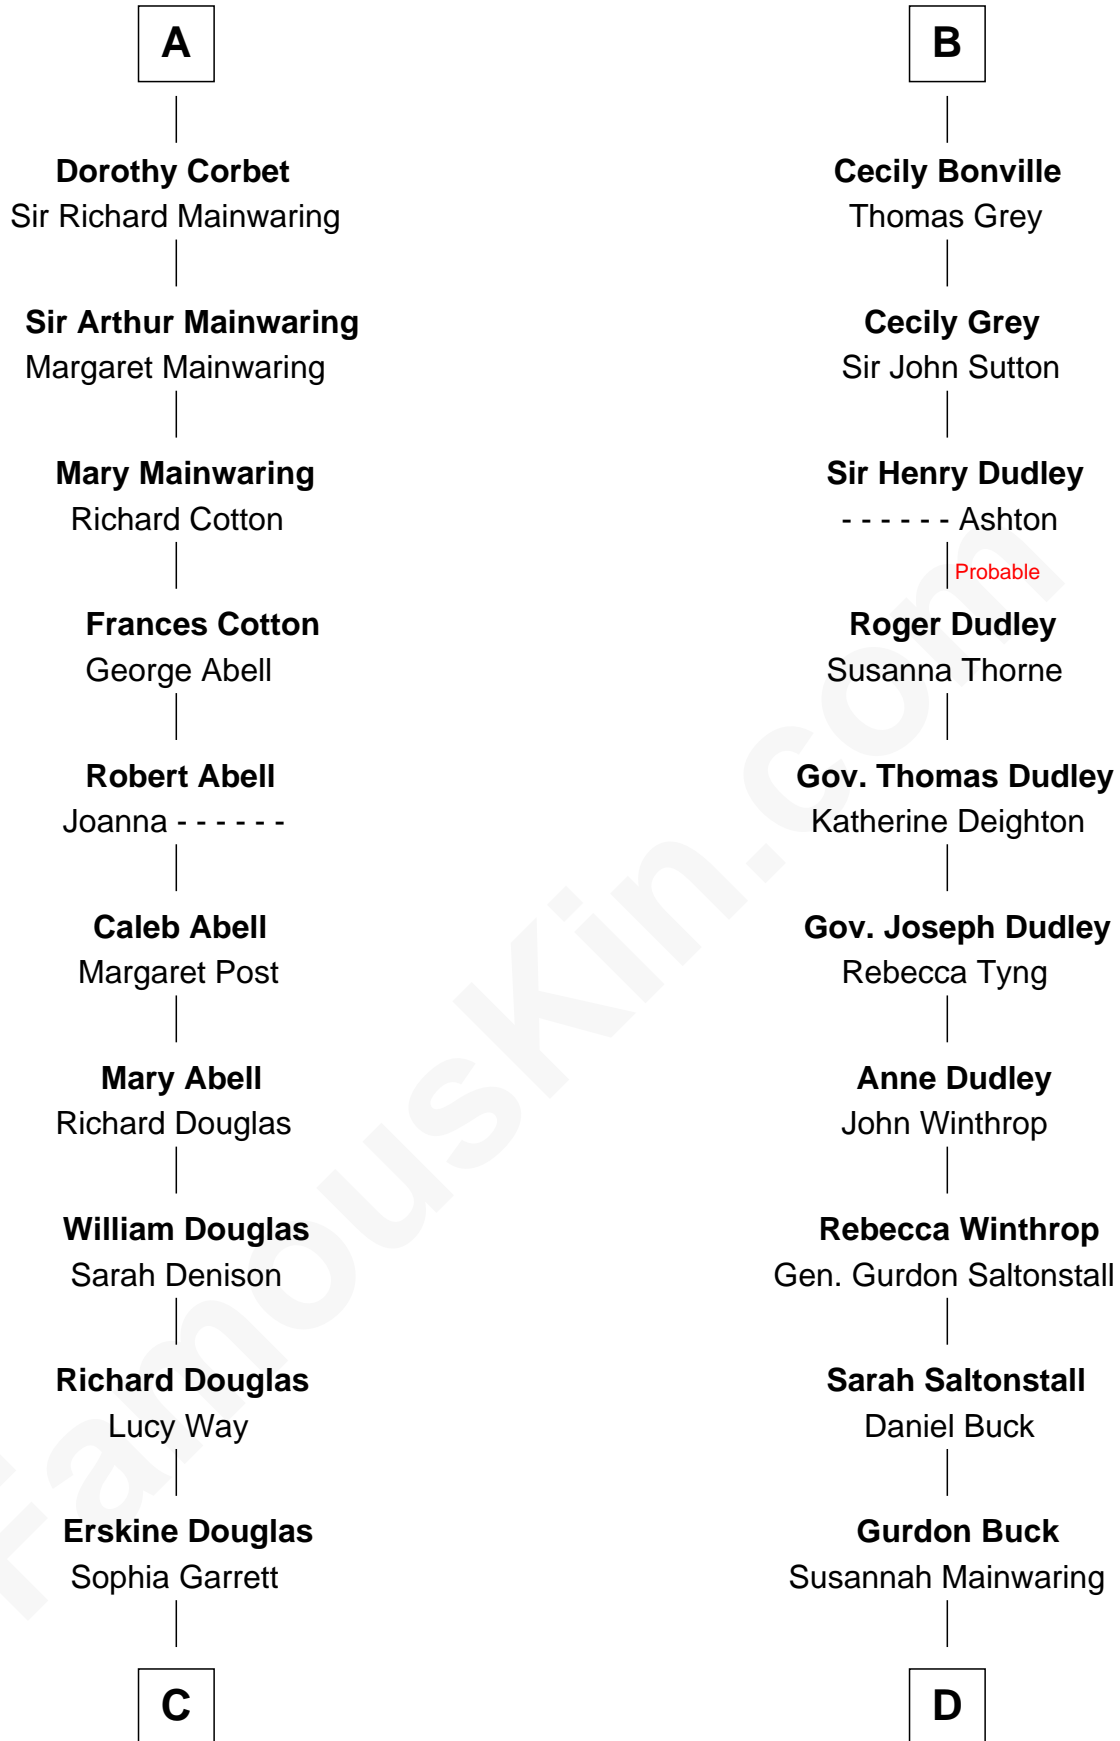 A
Dorothy Corbet
Sir Richard Mainwaring
Sir Arthur Mainwaring
Margaret Mainwaring
Mary Mainwaring
Richard Cotton
Frances Cotton
George Abell
Robert Abell
Joanna - - - - - -
Caleb Abell
Margaret Post
Mary Abell
Richard Douglas
William Douglas
Sarah Denison
Richard Douglas
Lucy Way
Erskine Douglas
Sophia Garrett
C
B
Cecily Bonville
Thomas Grey
Cecily Grey
Sir John Sutton
Sir Henry Dudley
- - - - - - Ashton
Probable
Roger Dudley
Susanna Thorne
Gov. Thomas Dudley
Katherine Deighton
Gov. Joseph Dudley
Rebecca Tyng
Anne Dudley
John Winthrop
Rebecca Winthrop
Gen. Gurdon Saltonstall
Sarah Saltonstall
Daniel Buck
Gurdon Buck
Susannah Mainwaring
D
FamousKin.com